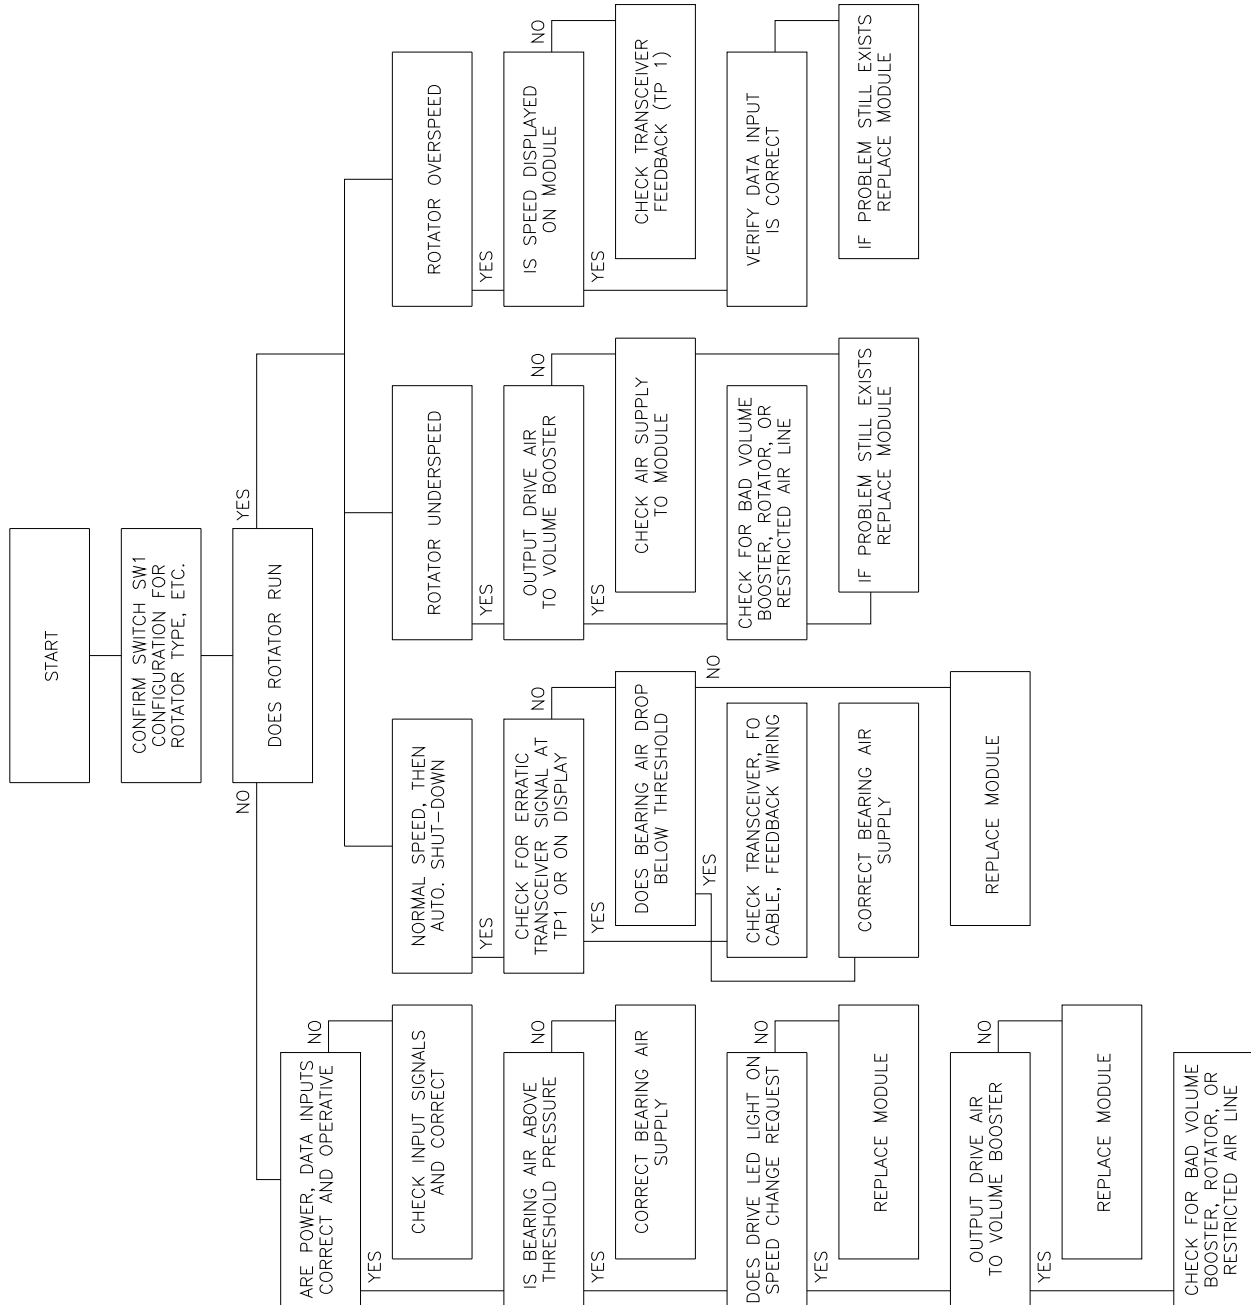 START
CONFIRM SWITCH SW1
CONFIGURATION FOR
ROTATOR TYPE, ETC.
DOES ROTATOR RUN
NO
YES
ARE POWER, DATA INPUTS
CORRECT AND OPERATIVE
NO
YES
CHECK INPUT SIGNALS
AND CORRECT
IS BEARING AIR ABOVE
THRESHOLD PRESSURE
NO
YES
CORRECT BEARING AIR
SUPPLY
DOES DRIVE LED LIGHT ON
SPEED CHANGE REQUEST
NO
YES
REPLACE MODULE
OUTPUT DRIVE AIR
TO VOLUME BOOSTER
NO
YES
REPLACE MODULE
CHECK FOR BAD VOLUME
BOOSTER, ROTATOR, OR
RESTRICTED AIR LINE
NORMAL SPEED, THEN
AUTO. SHUT-DOWN
YES
CHECK FOR ERRATIC
TRANSCEIVER SIGNAL AT
TP1 OR ON DISPLAY
NO
YES
DOES BEARING AIR DROP
BELOW THRESHOLD
NO
YES
CHECK TRANSCEIVER, FO
CABLE, FEEDBACK WIRING
CORRECT BEARING AIR
SUPPLY
REPLACE MODULE
ROTATOR UNDERSPEED
YES
OUTPUT DRIVE AIR
TO VOLUME BOOSTER
NO
YES
CHECK AIR SUPPLY
TO MODULE
CHECK FOR BAD VOLUME
BOOSTER, ROTATOR, OR
RESTRICTED AIR LINE
IF PROBLEM STILL EXISTS
REPLACE MODULE
ROTATOR OVERSPEED
YES
IS SPEED DISPLAYED
ON MODULE
NO
YES
CHECK TRANSCEIVER
FEEDBACK (TP 1)
VERIFY DATA INPUT
IS CORRECT
IF PROBLEM STILL EXISTS
REPLACE MODULE